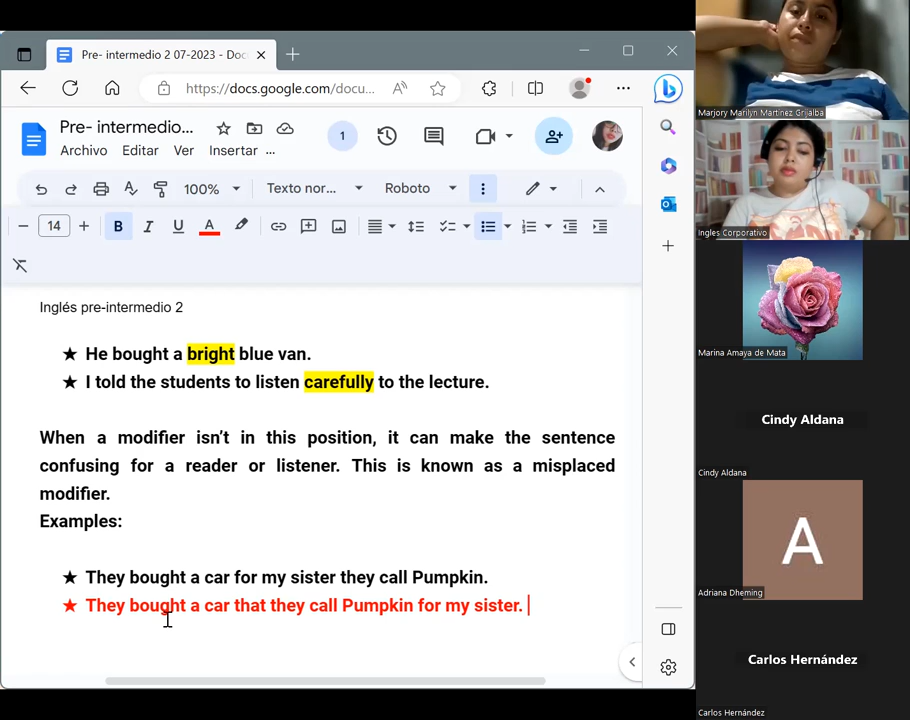 Pre- intermedio 2 07-2023 - Doc
https://docs.google.com/docu...
Pre- intermedio...
1
Archivo Editar Ver Insertar ...
100% Texto nor... Roboto
14 B I U A
Inglés pre-intermedio 2
★ He bought a bright blue van.
★ I told the students to listen carefully to the lecture.
When a modifier isn't in this position, it can make the sentence
confusing for a reader or listener. This is known as a misplaced
modifier.
Examples:
★ They bought a car for my sister they call Pumpkin.
★ They bought a car that they call Pumpkin for my sister.
Marjory Marilyn Martinez Grijalba
Ingles Corporativo
Marina Amaya de Mata
Cindy Aldana
Cindy Aldana
A
Adriana Dheming
Carlos Hernández
Carlos Hernández